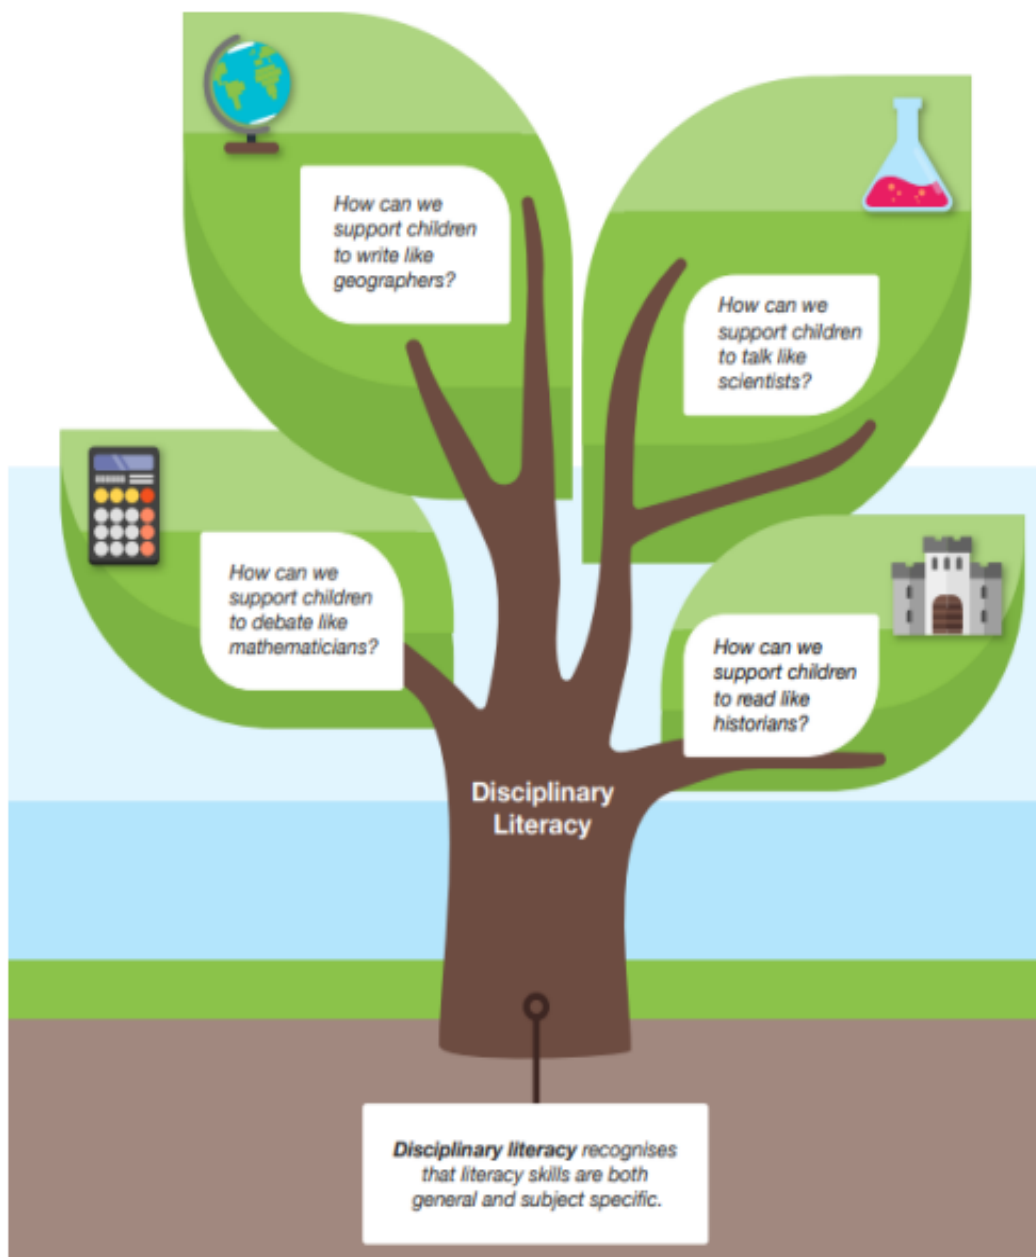 How can we
support children
to write like
geographers?
How can we
support children
to talk like
scientists?
How can we
support children
to debate like
mathematicians?
How can we
support children
to read like
historians?
Disciplinary
Literacy
Disciplinary literacy recognises
that literacy skills are both
general and subject specific.